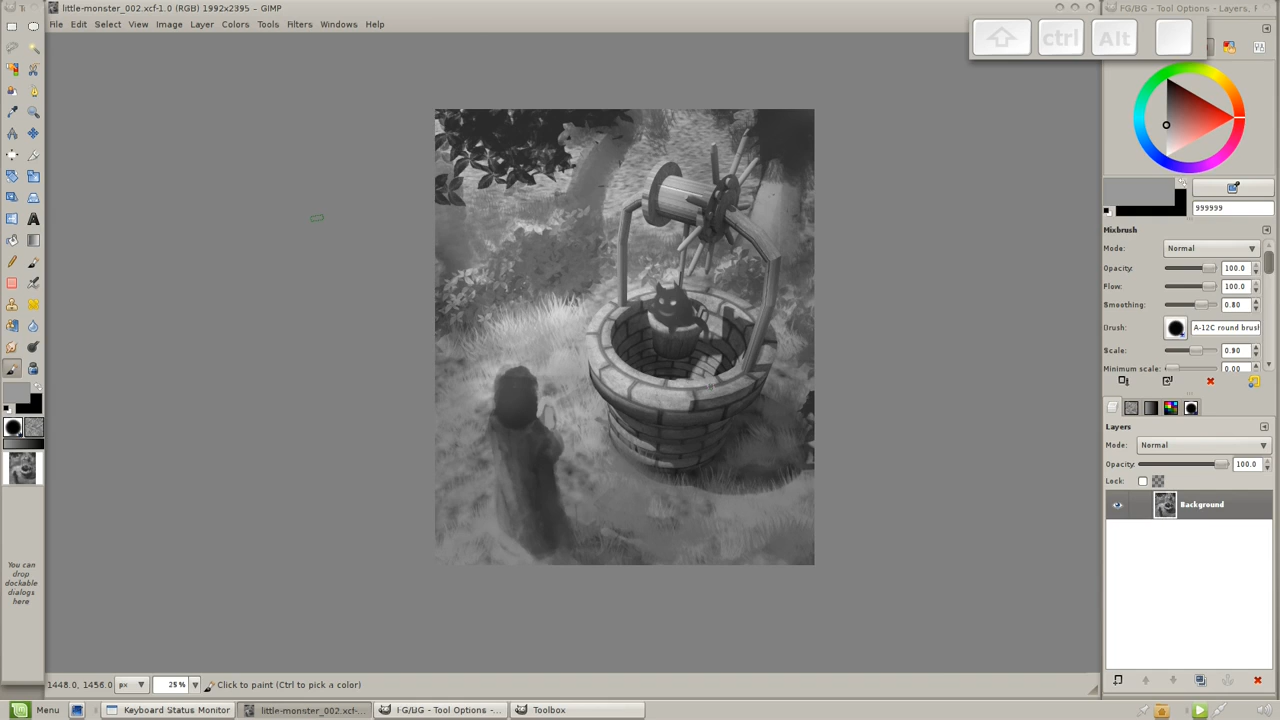 little-monster_002.xcf-1.0 (RGB) 1992x2395 – GIMP
FG/BG - Tool Options - Layers,
File Edit Select View Image Layer Colors Tools Filters Windows Help
ctrl Alt
999999
Mixbrush
Mode: Normal
Opacity: 100.0
Flow: 100.0
Smoothing: 0.80
Brush: A-12C round brush
Scale: 0.90
Minimum scale: 0.00
Layers
Mode: Normal
Opacity: 100.0
Lock:
Background
You can
drop
dockable
dialogs
here
1448.0, 1456.0 px 25% Click to paint (Ctrl to pick a color)
Menu Keyboard Status Monitor little-monster_002.xcf-... FG/BG - Tool Options -... Toolbox